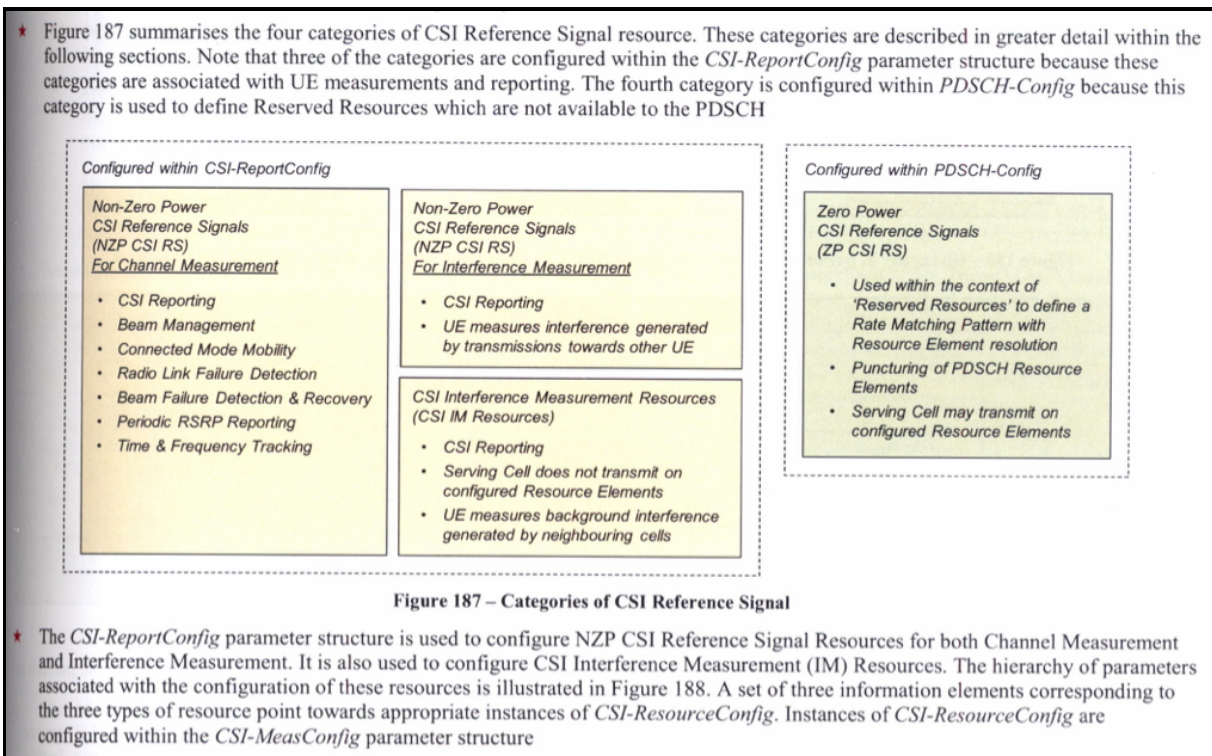 ★ Figure 187 summarises the four categories of CSI Reference Signal resource. These categories are described in greater detail within the
following sections. Note that three of the categories are configured within the CSI-ReportConfig parameter structure because these
categories are associated with UE measurements and reporting. The fourth category is configured within PDSCH-Config because this
category is used to define Reserved Resources which are not available to the PDSCH
Configured within CSI-ReportConfig
Non-Zero Power
CSI Reference Signals
(NZP CSI RS)
For Channel Measurement
• CSI Reporting
• Beam Management
• Connected Mode Mobility
• Radio Link Failure Detection
• Beam Failure Detection & Recovery
• Periodic RSRP Reporting
• Time & Frequency Tracking
Non-Zero Power
CSI Reference Signals
(NZP CSI RS)
For Interference Measurement
• CSI Reporting
• UE measures interference generated
by transmissions towards other UE
CSI Interference Measurement Resources
(CSI IM Resources)
• CSI Reporting
• Serving Cell does not transmit on
configured Resource Elements
• UE measures background interference
generated by neighbouring cells
Configured within PDSCH-Config
Zero Power
CSI Reference Signals
(ZP CSI RS)
• Used within the context of
'Reserved Resources' to define a
Rate Matching Pattern with
Resource Element resolution
• Puncturing of PDSCH Resource
Elements
• Serving Cell may transmit on
configured Resource Elements
Figure 187 – Categories of CSI Reference Signal
★ The CSI-ReportConfig parameter structure is used to configure NZP CSI Reference Signal Resources for both Channel Measurement
and Interference Measurement. It is also used to configure CSI Interference Measurement (IM) Resources. The hierarchy of parameters
associated with the configuration of these resources is illustrated in Figure 188. A set of three information elements corresponding to
the three types of resource point towards appropriate instances of CSI-ResourceConfig. Instances of CSI-ResourceConfig are
configured within the CSI-MeasConfig parameter structure